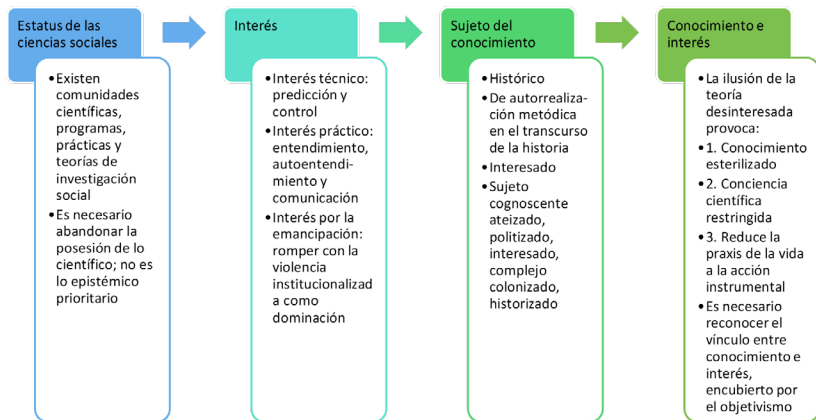 Estatus de las
ciencias sociales
•Existen
comunidades
científicas,
programas,
prácticas y
teorías de
investigación
social
•Es necesario
abandonar la
posesión de lo
científico; no es
lo epistémico
prioritario
Interés
•Interés técnico:
predicción y
control
•Interés práctico:
entendimiento,
autoentendi-
miento y
comunicación
•Interés por la
emancipación:
romper con la
violencia
institucionalizad
a como
dominación
Sujeto del
conocimiento
•Histórico
•De autorrealiza-
ción metódica
en el transcurso
de la historia
•Interesado
•Sujeto
cognoscente
ateizado,
politizado,
interesado,
complejo
colonizado,
historizado
Conocimiento e
interés
•La ilusión de la
teoría
desinteresada
provoca:
•1. Conocimiento
esterilizado
•2. Conciencia
científica
restringida
•3. Reduce la
praxis de la vida
a la acción
instrumental
•Es necesario
reconocer el
vínculo entre
conocimiento e
interés,
encubierto por
el objetivismo